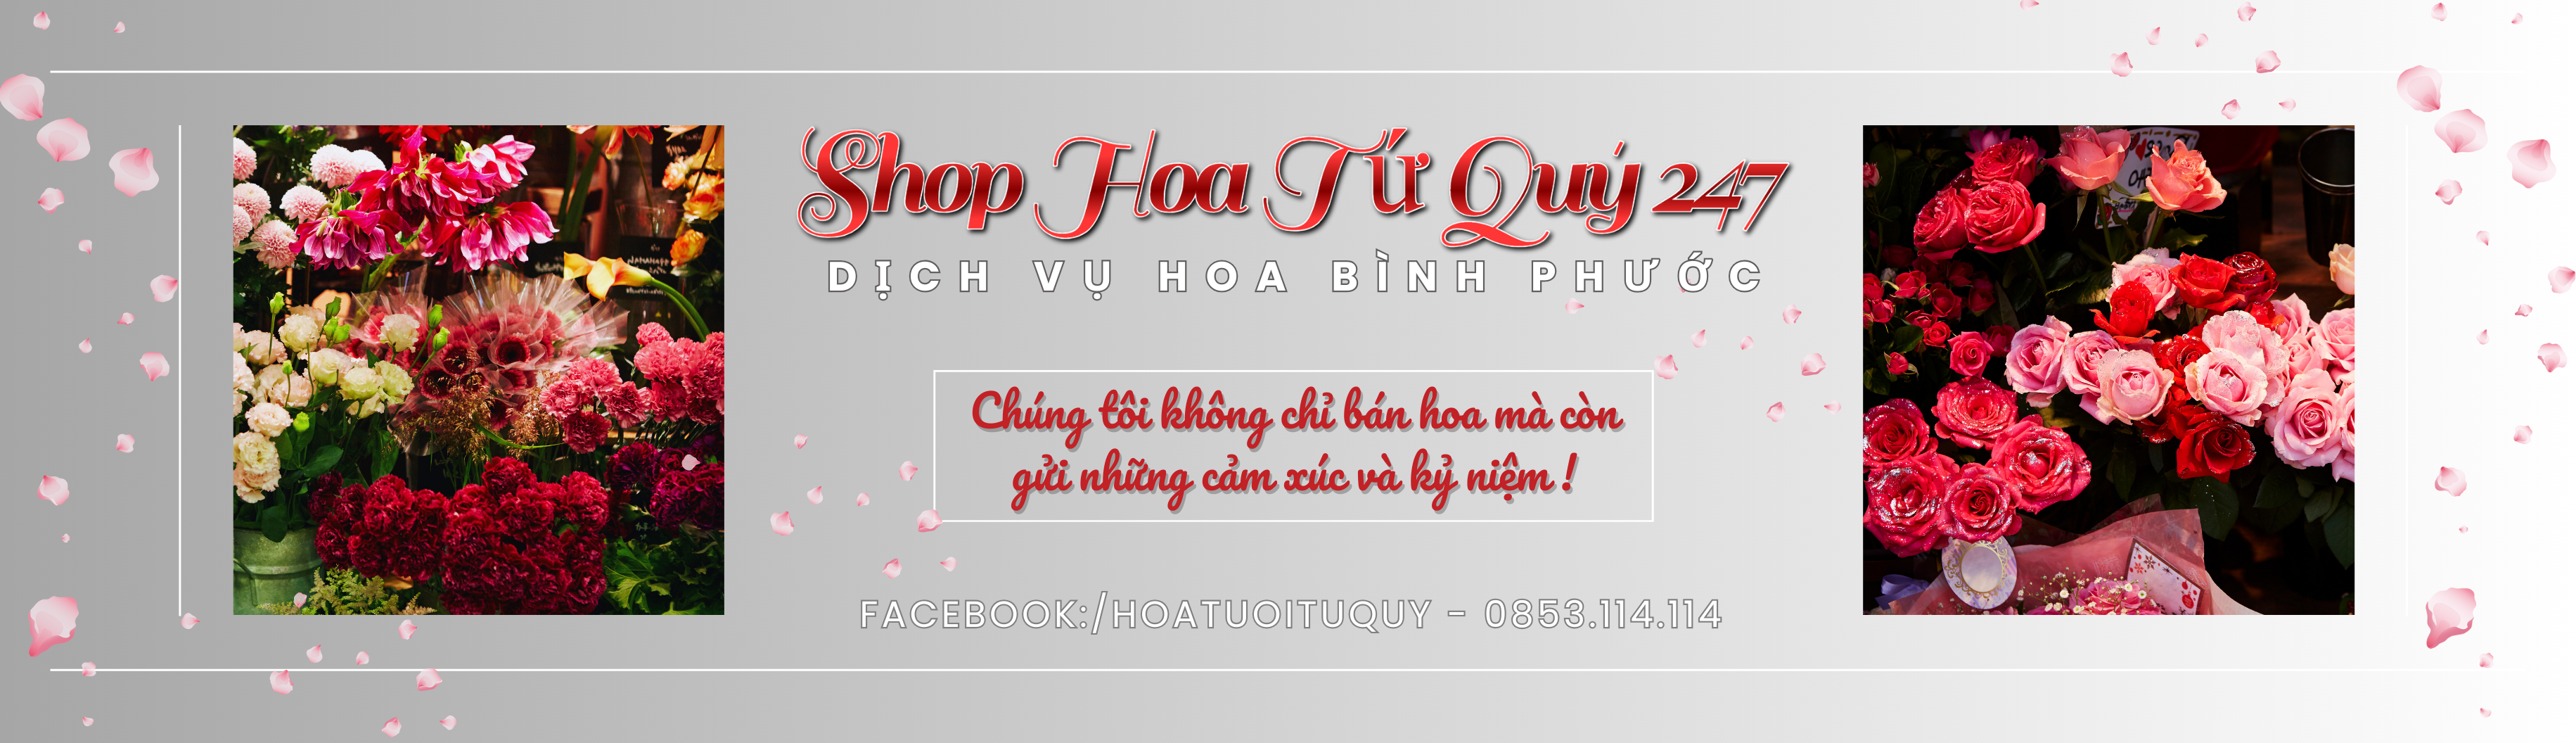 Shop Hoa Tứ Quý 247
DỊCH VỤ HOA BÌNH PHƯỚC
Chúng tôi không chỉ bán hoa mà còn
gửi những cảm xúc và kỷ niệm !
FACEBOOK:/HOATUOITUQUY - 0853.114.114